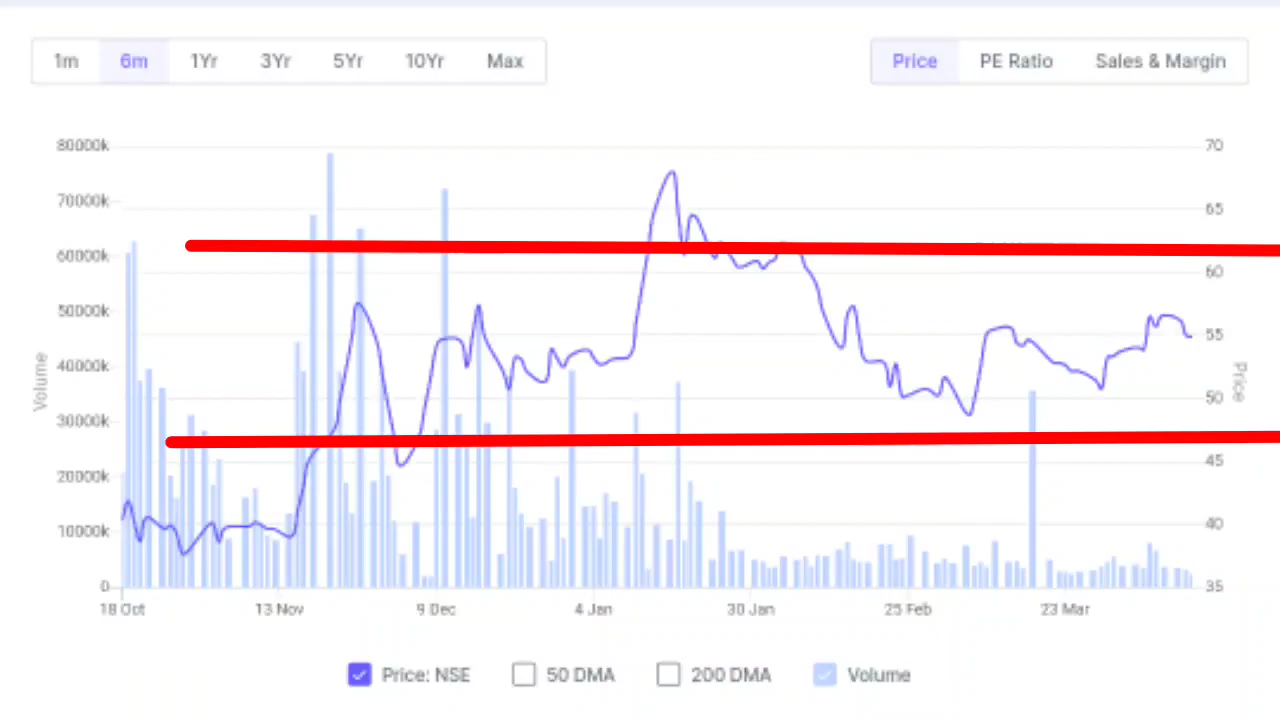 1m 6m 1Yr 3Yr 5Yr 10Yr Max Price PE Ratio Sales & Margin
80000k 70
70000k 65
60000k 60
50000k 55
40000k 50
30000k 45
20000k 40
10000k
0 35
Volume
Price
18 Oct 13 Nov 9 Dec 4 Jan 30 Jan 25 Feb 23 Mar
Price: NSE 50 DMA 200 DMA Volume